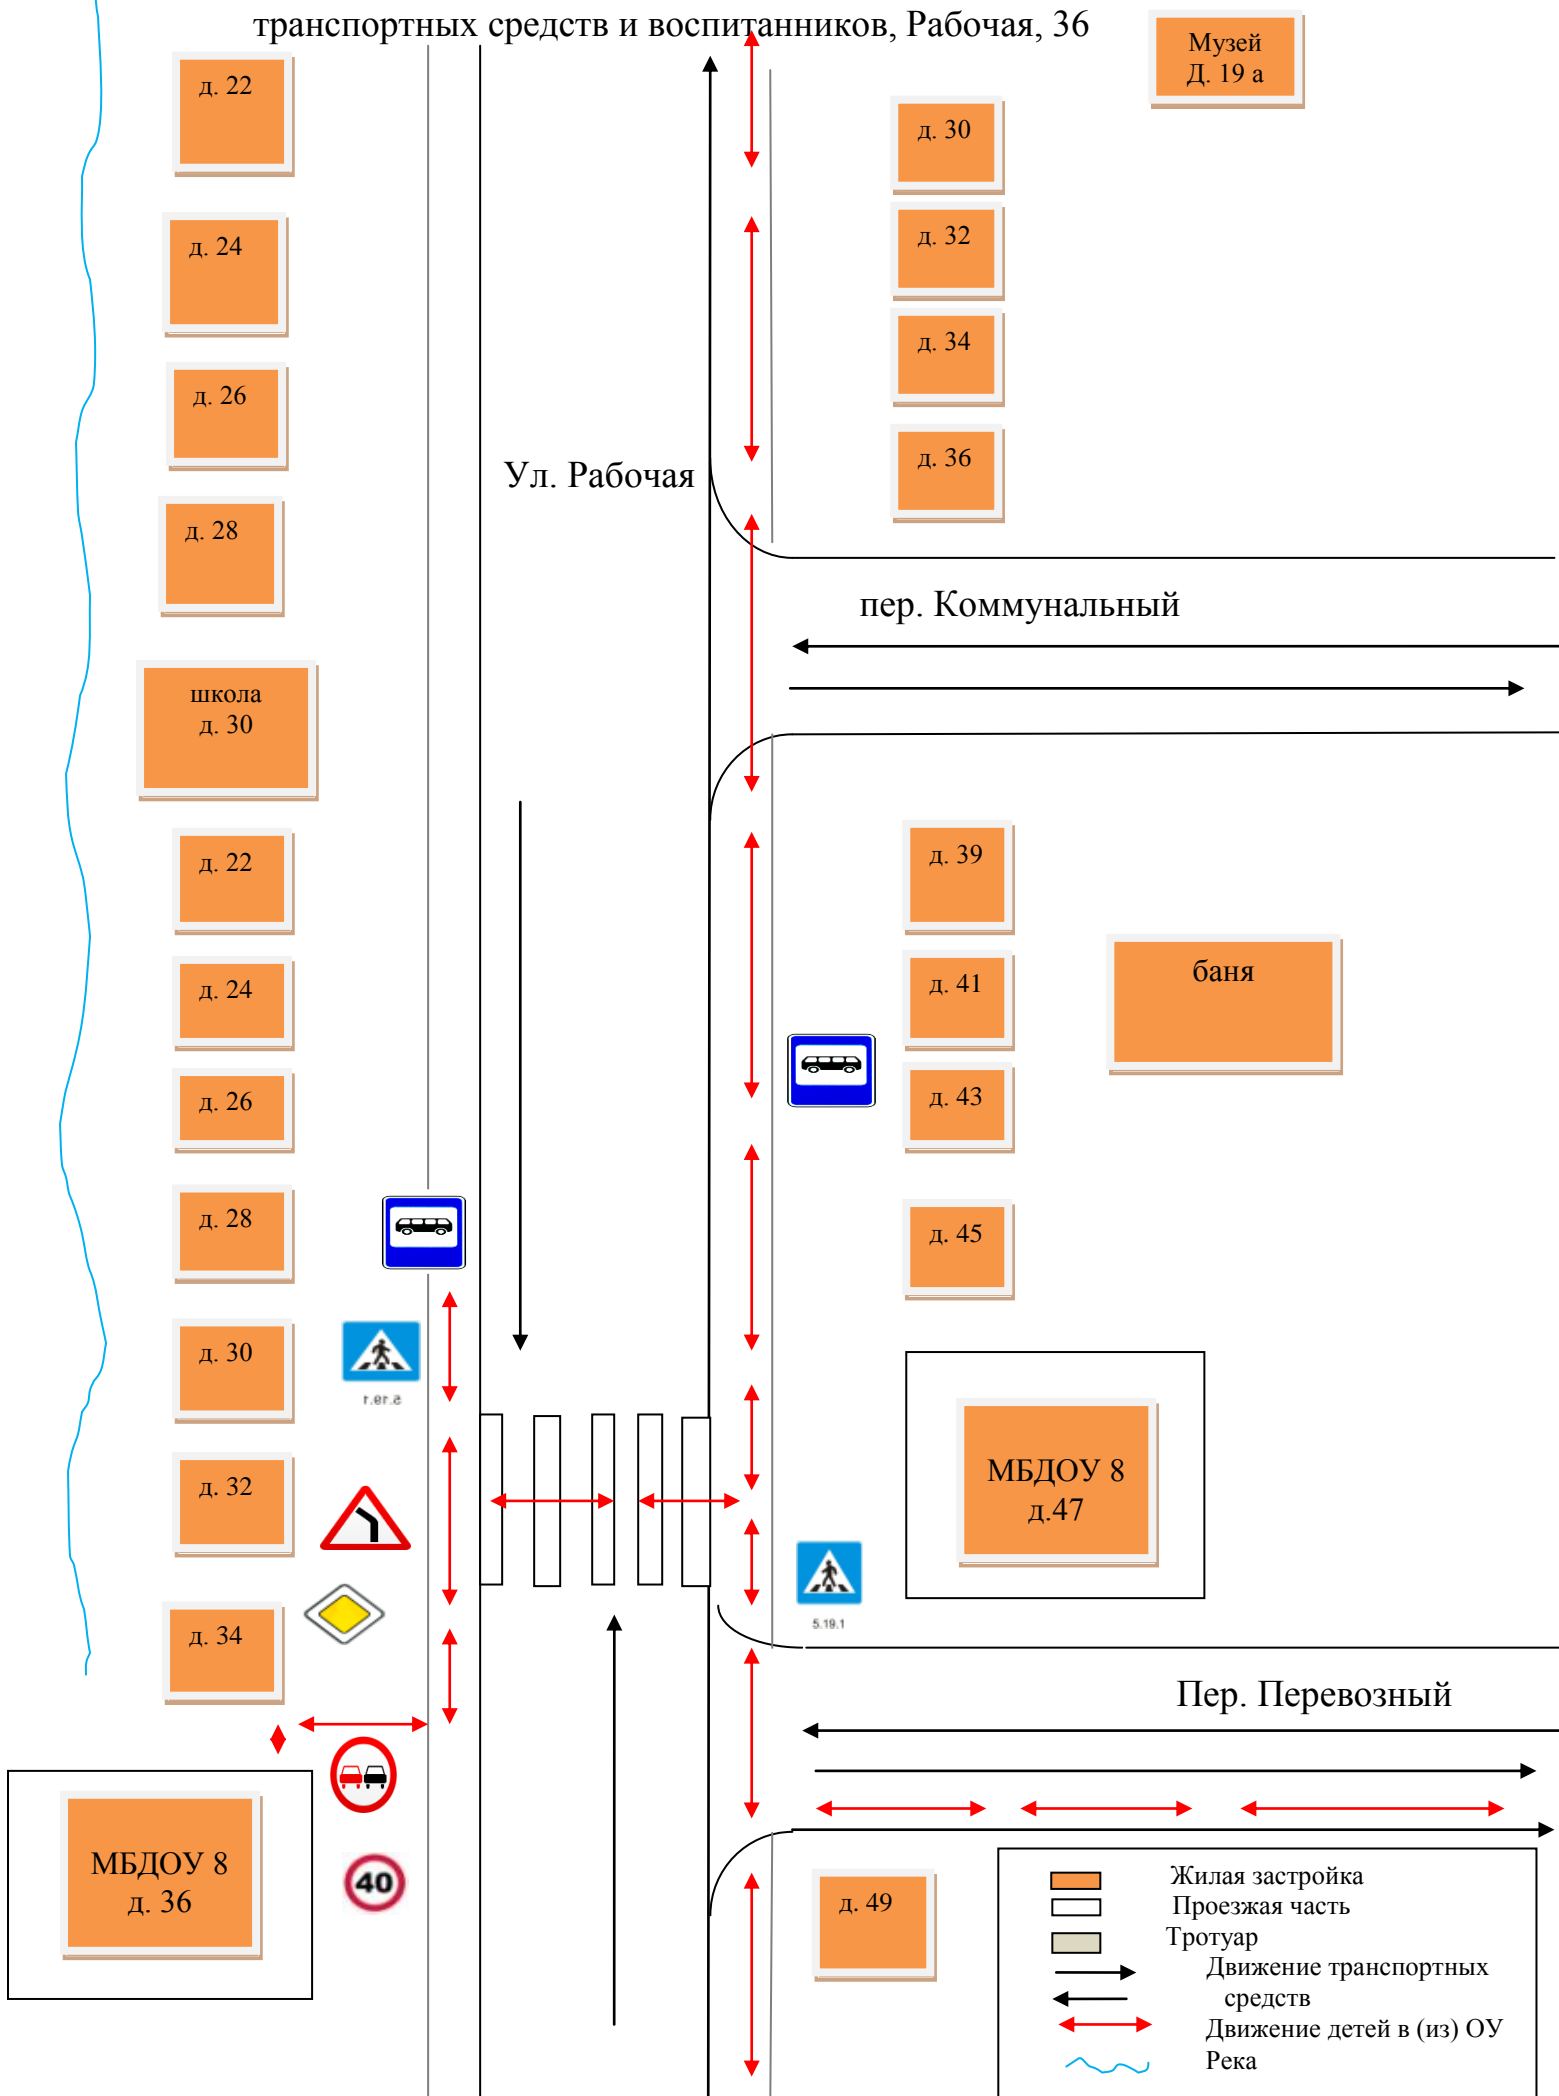 транспортных средств и воспитанников, Рабочая, 36
Музей
Д. 19 а
д. 22
д. 30
д. 24
д. 32
д. 34
д. 26
д. 36
Ул. Рабочая
д. 28
пер. Коммунальный
школа
д. 30
д. 22
д. 39
д. 24
д. 41
баня
д. 26
д. 43
д. 28
д. 45
д. 30
5.19.1
д. 32
МБДОУ 8
д.47
5.19.1
д. 34
Пер. Перевозный
МБДОУ 8
д. 36
40
д. 49
Жилая застройка
Проезжая часть
Тротуар
Движение транспортных
средств
Движение детей в (из) ОУ
Река